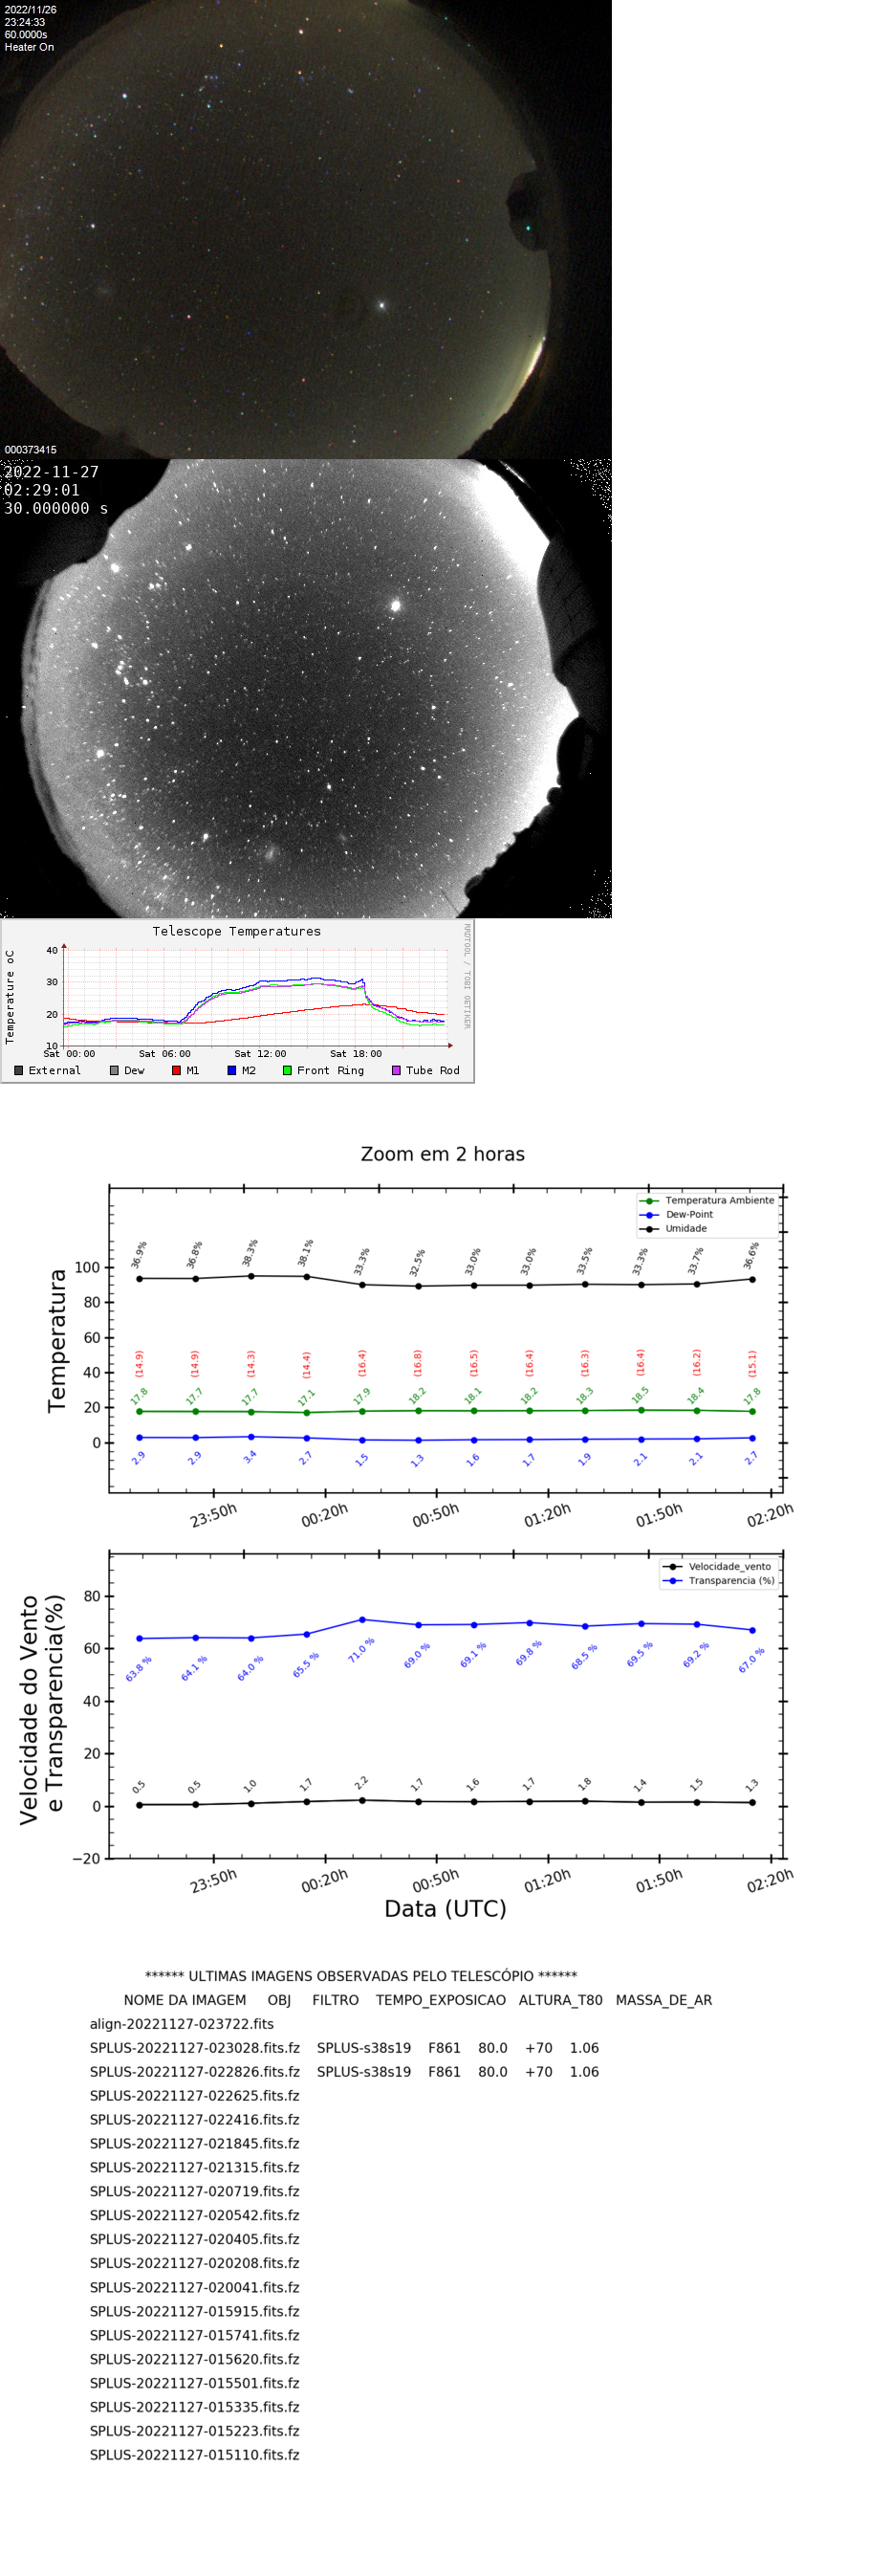 2022/11/26
23:24:33
60.0000s
Heater On
000373415
2022-11-27
02:29:01
30.000000 s
Telescope Temperatures
RRDTOOL / TOBI OETIKER
Temperature oC
40
30
20
10
Sat 00:00 Sat 06:00 Sat 12:00 Sat 18:00
External Dew M1 M2 Front Ring Tube Rod
Zoom em 2 horas
Temperatura Ambiente
Dew-Point
Umidade
Temperatura
100
80
60
40
20
0
36.9% 36.8% 38.3% 38.1% 33.3% 32.5% 33.0% 33.0% 33.5% 33.3% 33.7% 36.6%
(14.9) (14.9) (14.3) (14.4) (16.4) (16.8) (16.5) (16.4) (16.3) (16.4) (16.2) (15.1)
17.8 17.7 17.7 17.1 17.9 18.2 18.1 18.2 18.3 18.5 18.4 17.8
2.9 2.9 3.4 2.7 1.5 1.3 1.6 1.7 1.9 2.1 2.1 2.7
23:50h 00:20h 00:50h 01:20h 01:50h 02:20h
Velocidade_vento
Transparencia (%)
Velocidade do Vento
e Transparencia(%)
80
60
40
20
0
−20
63.8 % 64.1 % 64.0 % 65.5 % 71.0 % 69.0 % 69.1 % 69.8 % 68.5 % 69.5 % 69.2 % 67.0 %
0.5 0.5 1.0 1.7 2.2 1.7 1.6 1.7 1.8 1.4 1.5 1.3
23:50h 00:20h 00:50h 01:20h 01:50h 02:20h
Data (UTC)
****** ULTIMAS IMAGENS OBSERVADAS PELO TELESCÓPIO ******
NOME DA IMAGEM OBJ FILTRO TEMPO_EXPOSICAO ALTURA_T80 MASSA_DE_AR
align-20221127-023722.fits
SPLUS-20221127-023028.fits.fz SPLUS-s38s19 F861 80.0 +70 1.06
SPLUS-20221127-022826.fits.fz SPLUS-s38s19 F861 80.0 +70 1.06
SPLUS-20221127-022625.fits.fz
SPLUS-20221127-022416.fits.fz
SPLUS-20221127-021845.fits.fz
SPLUS-20221127-021315.fits.fz
SPLUS-20221127-020719.fits.fz
SPLUS-20221127-020542.fits.fz
SPLUS-20221127-020405.fits.fz
SPLUS-20221127-020208.fits.fz
SPLUS-20221127-020041.fits.fz
SPLUS-20221127-015915.fits.fz
SPLUS-20221127-015741.fits.fz
SPLUS-20221127-015620.fits.fz
SPLUS-20221127-015501.fits.fz
SPLUS-20221127-015335.fits.fz
SPLUS-20221127-015223.fits.fz
SPLUS-20221127-015110.fits.fz